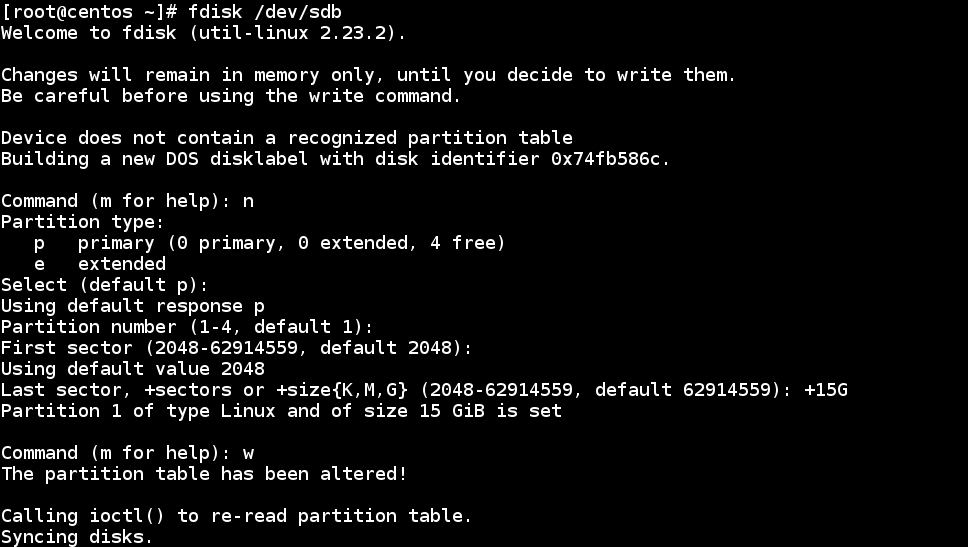 [root@centos ~]# fdisk /dev/sdb
Welcome to fdisk (util-linux 2.23.2).

Changes will remain in memory only, until you decide to write them.
Be careful before using the write command.

Device does not contain a recognized partition table
Building a new DOS disklabel with disk identifier 0x74fb586c.

Command (m for help): n
Partition type:
   p   primary (0 primary, 0 extended, 4 free)
   e   extended
Select (default p):
Using default response p
Partition number (1-4, default 1):
First sector (2048-62914559, default 2048):
Using default value 2048
Last sector, +sectors or +size{K,M,G} (2048-62914559, default 62914559): +15G
Partition 1 of type Linux and of size 15 GiB is set

Command (m for help): w
The partition table has been altered!

Calling ioctl() to re-read partition table.
Syncing disks.